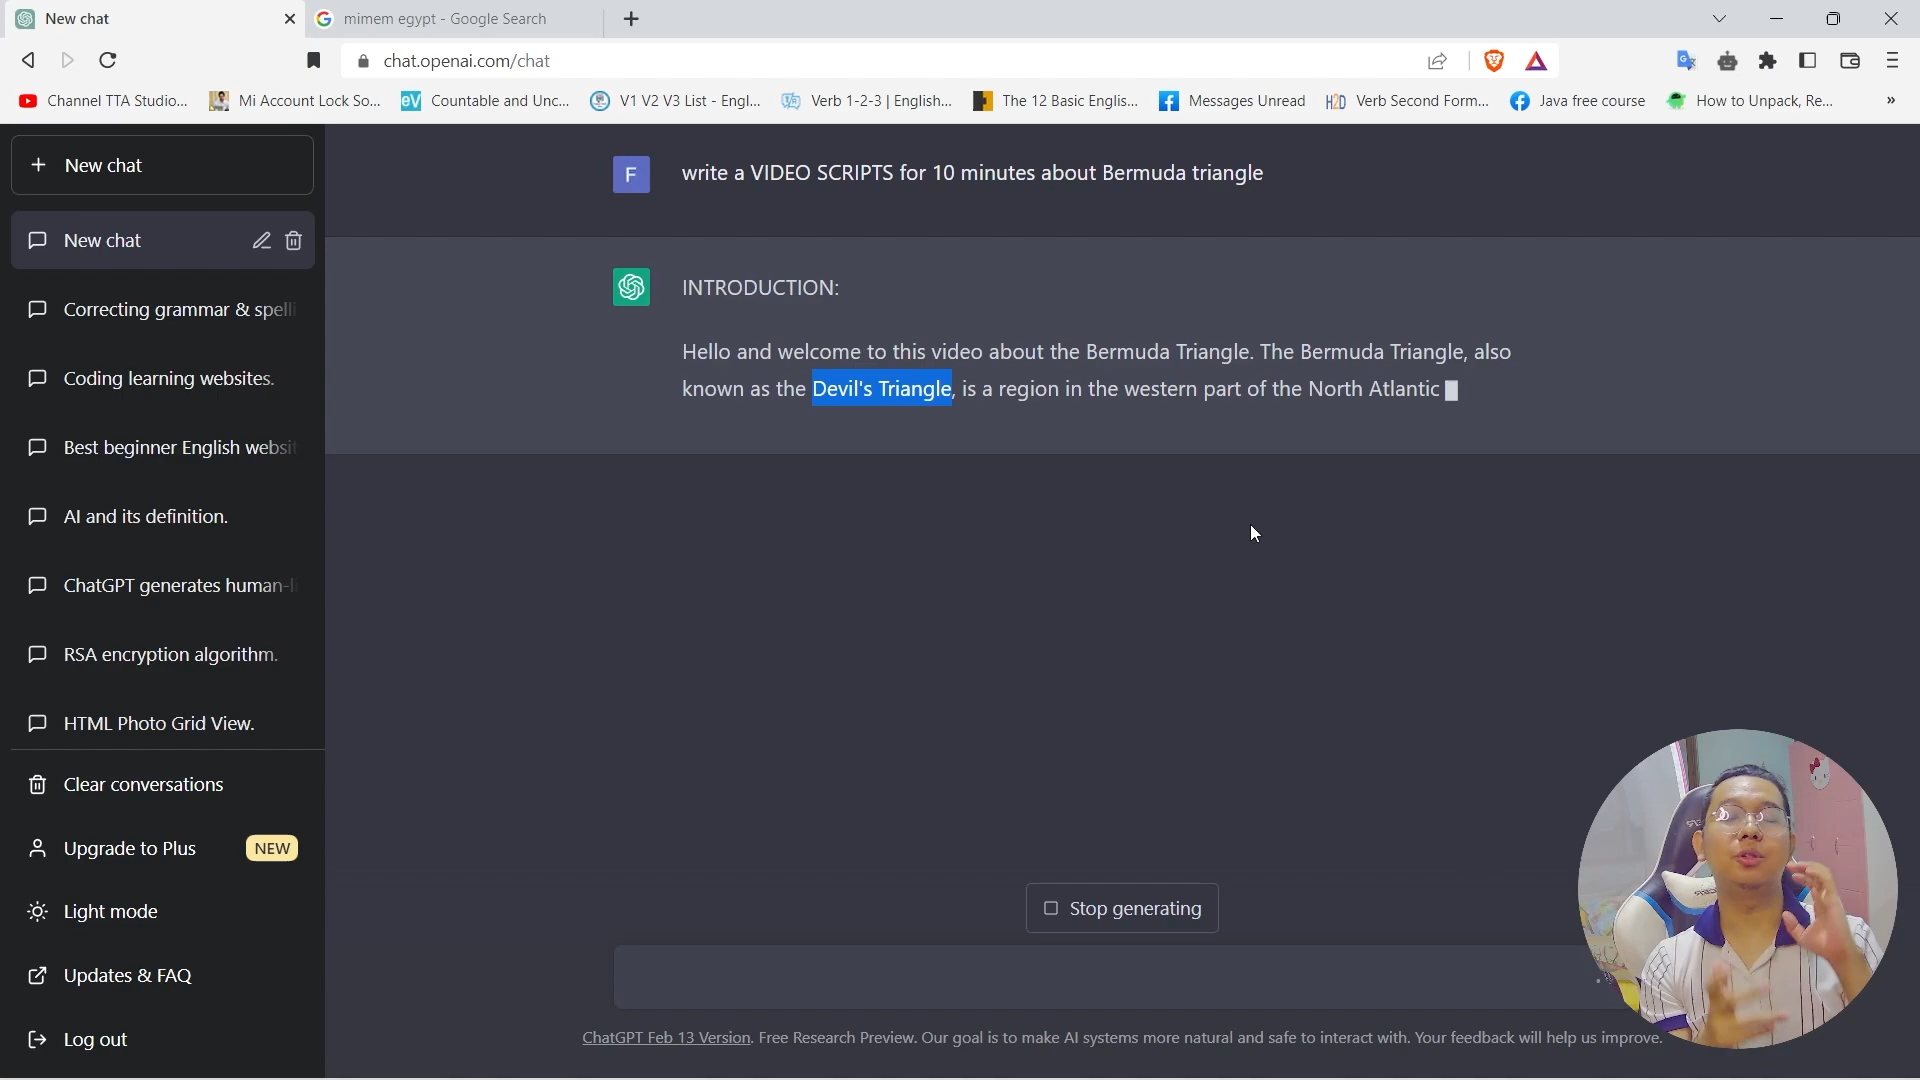 New chat
mimem egypt - Google Search
chat.openai.com/chat
Channel TTA Studio...
Mi Account Lock So...
Countable and Unc...
V1 V2 V3 List - Engl...
Verb 1-2-3 | English...
The 12 Basic Englis...
Messages Unread
Verb Second Form...
Java free course
How to Unpack, Re...
New chat
New chat
Correcting grammar & spelli
Coding learning websites.
Best beginner English websit
AI and its definition.
ChatGPT generates human-li
RSA encryption algorithm.
HTML Photo Grid View.
Clear conversations
Upgrade to Plus NEW
Light mode
Updates & FAQ
Log out
F
write a VIDEO SCRIPTS for 10 minutes about Bermuda triangle
INTRODUCTION:
Hello and welcome to this video about the Bermuda Triangle. The Bermuda Triangle, also
known as the Devil's Triangle, is a region in the western part of the North Atlantic
Stop generating
ChatGPT Feb 13 Version. Free Research Preview. Our goal is to make AI systems more natural and safe to interact with. Your feedback will help us improve.